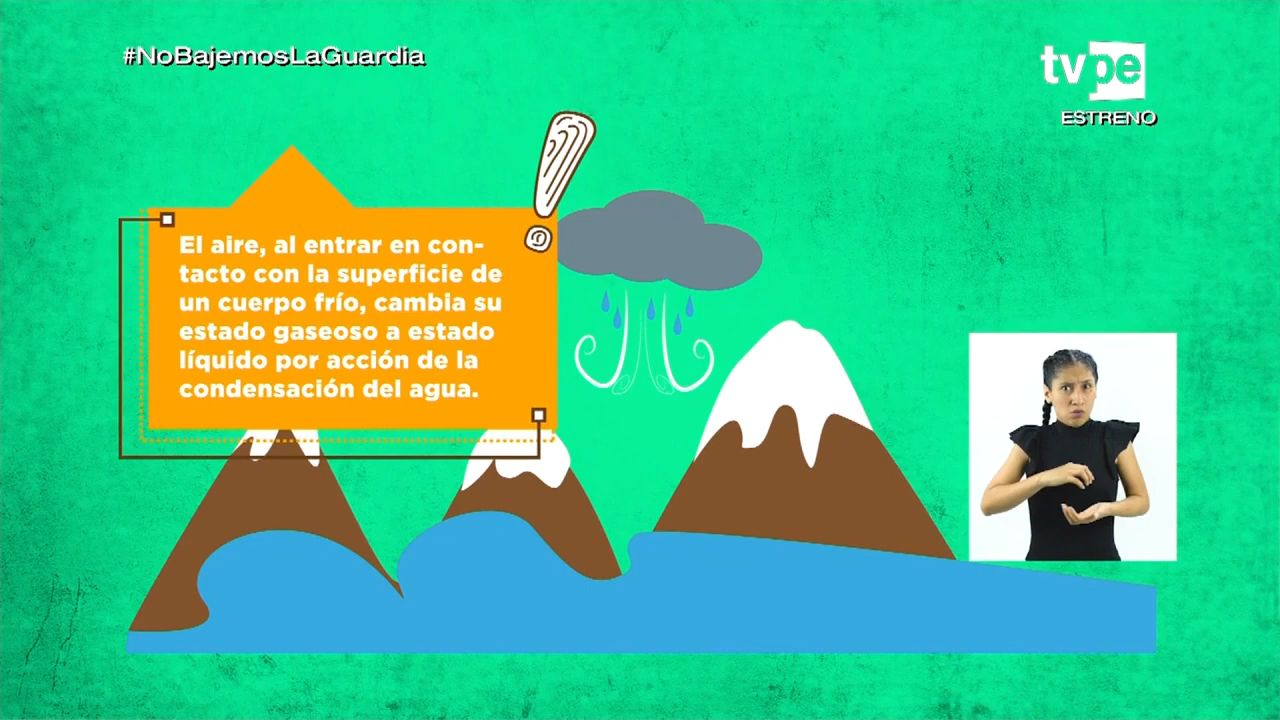 #NoBajemosLaGuardia
tvpe
ESTRENO
El aire, al entrar en con-
tacto con la superficie de
un cuerpo frío, cambia su
estado gaseoso a estado
líquido por acción de la
condensación del agua.